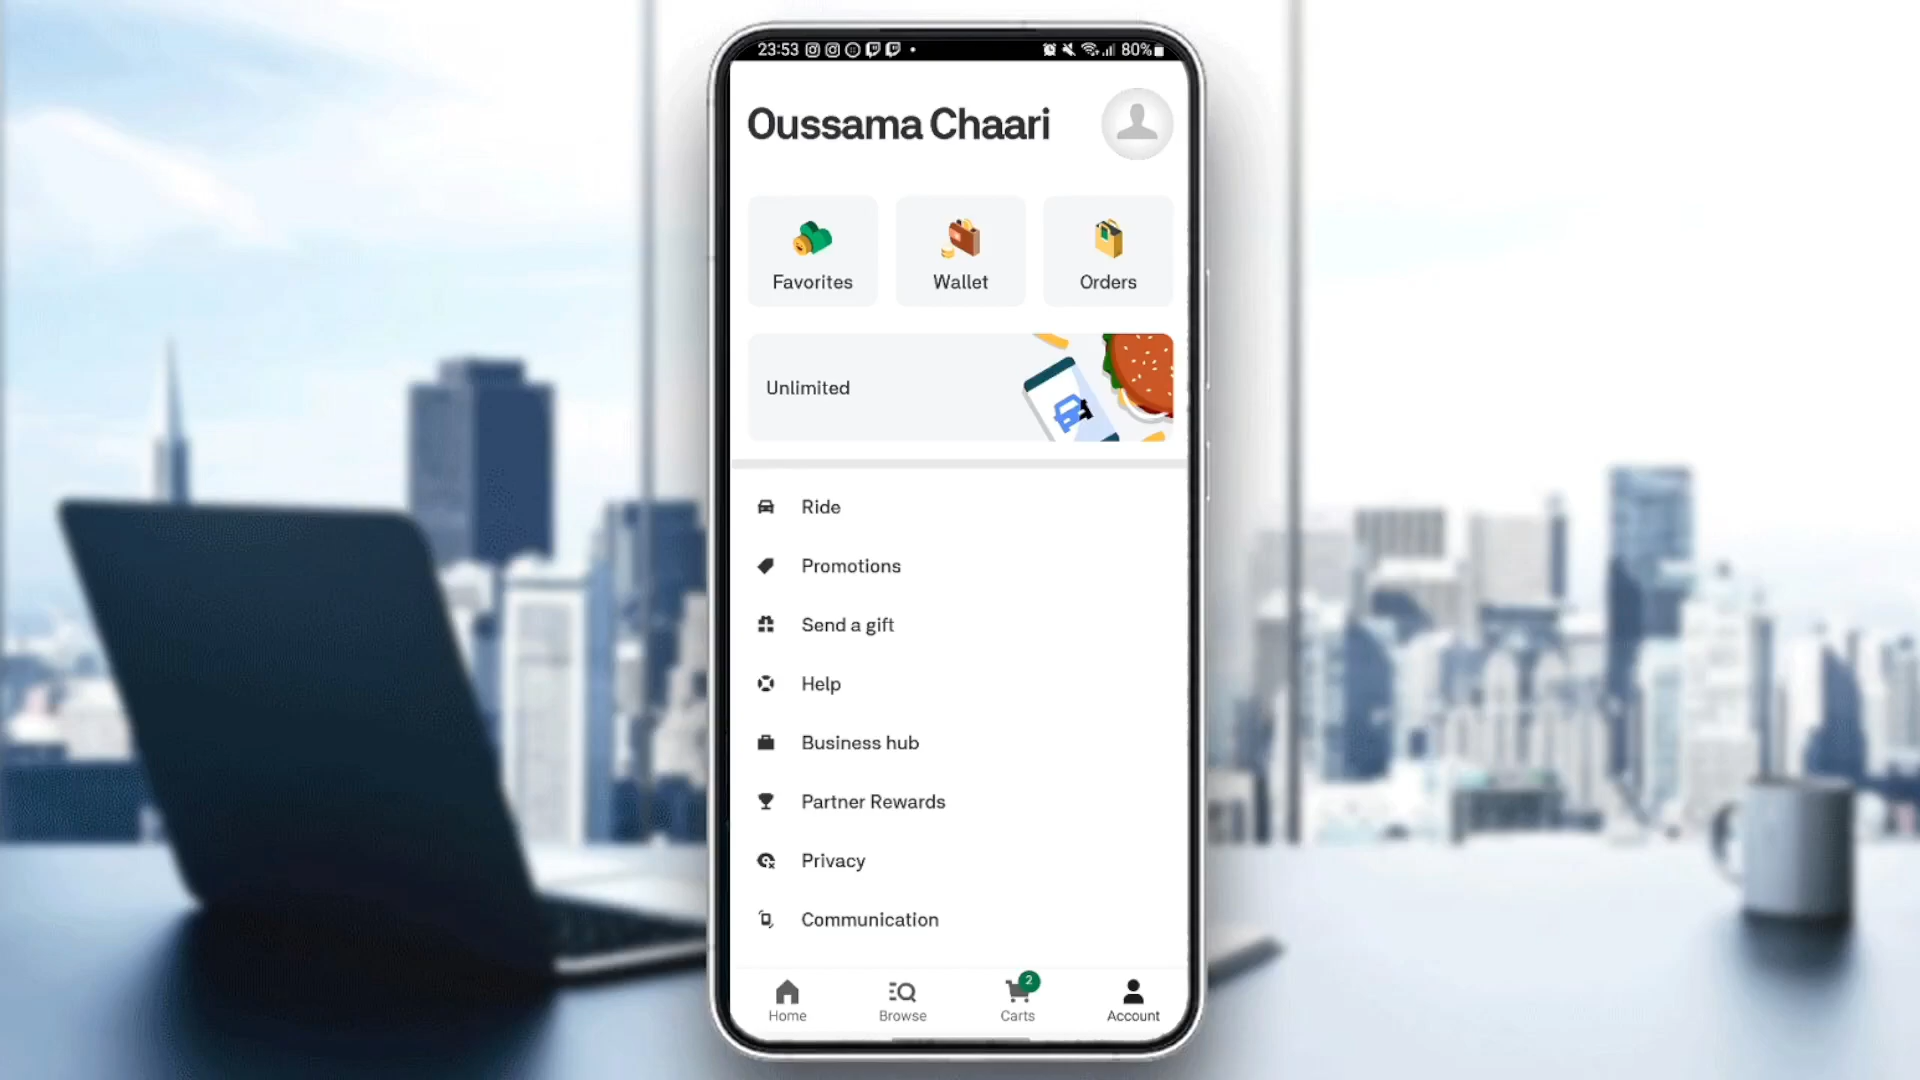 23:53
80%
Oussama Chaari
Favorites
Wallet
Orders
Unlimited
Ride
Promotions
Send a gift
Help
Business hub
Partner Rewards
Privacy
Communication
2
Home
Browse
Carts
Account